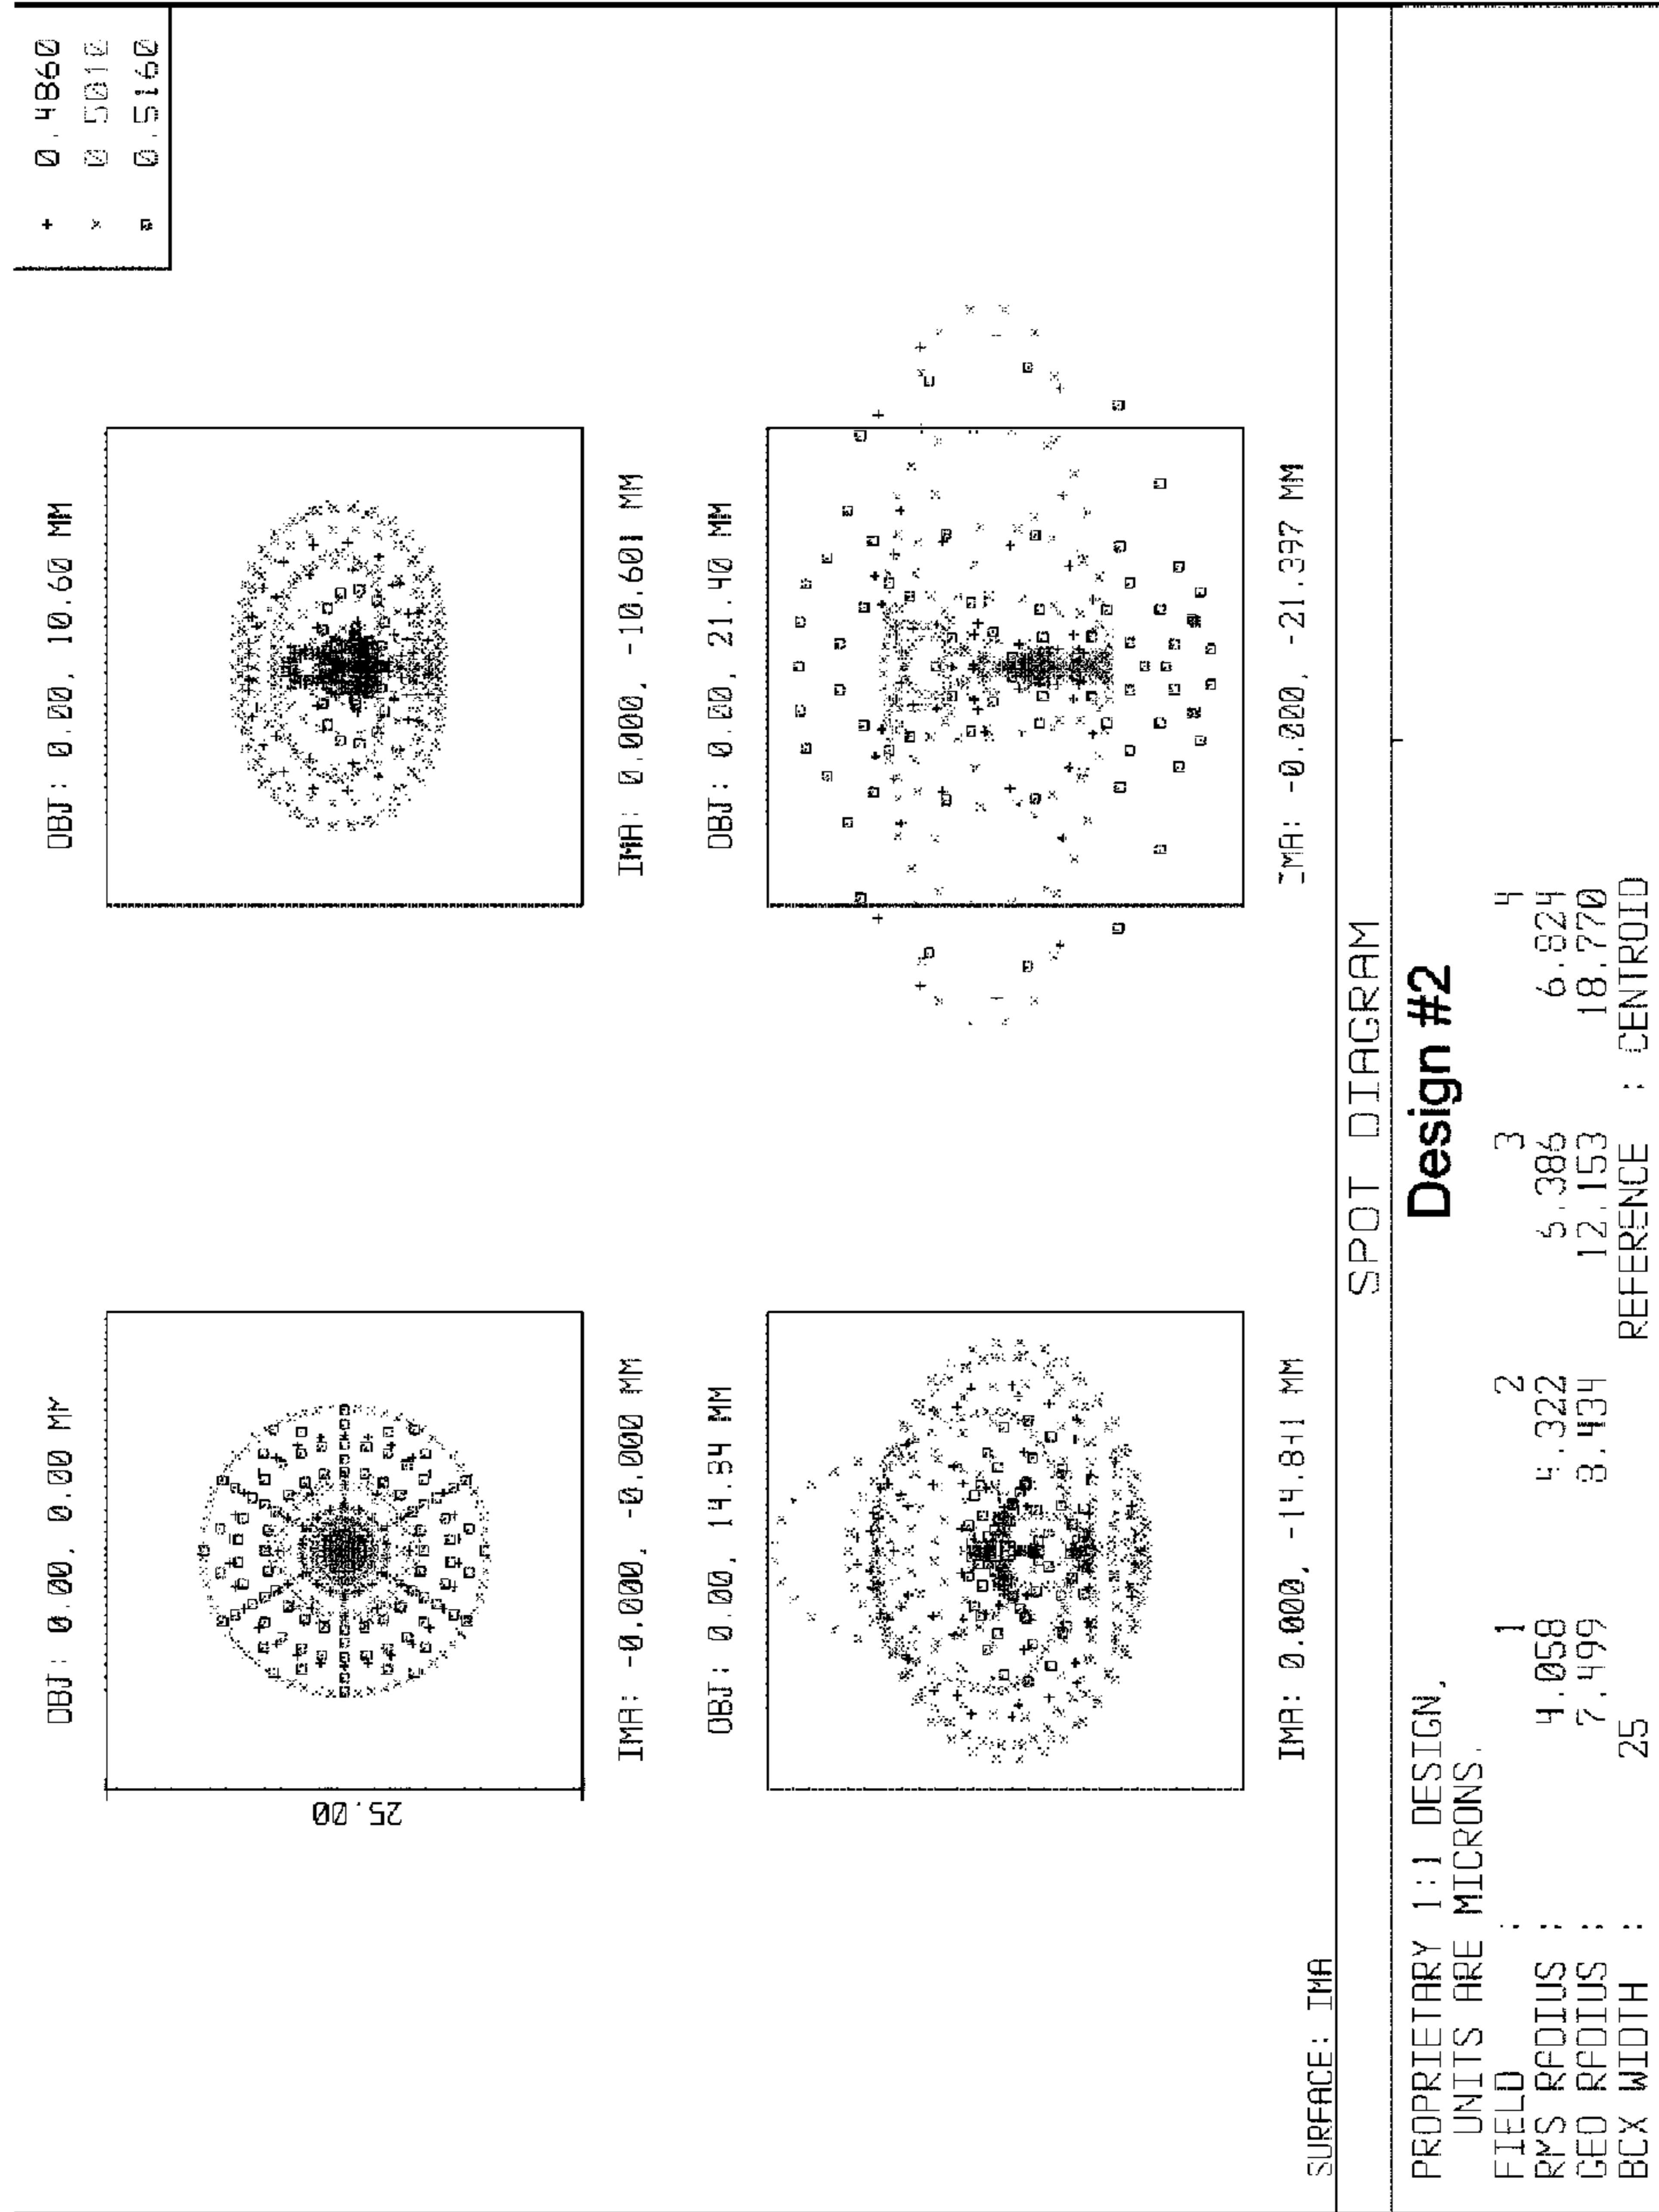 + 0.4860
× 0.5010
0.5160
OBJ: 0.00, 0.00 MM
25.00
IMA: -0.000, -0.000 MM
OBJ: 0.00, 10.60 MM
IMA: 0.000, -10.601 MM
OBJ: 0.00, 14.84 MM
IMA: 0.000, -14.841 MM
OBJ: 0.00, 21.40 MM
IMA: -0.000, -21.397 MM
SURFACE: IMA
SPOT DIAGRAM
PROPRIETARY 1:1 DESIGN,
Design #2
UNITS ARE MICRONS.
FIELD : 1 2 3 4
RMS RADIUS : 4.058 4.322 5.386 6.824
GEO RADIUS : 7.499 8.434 12.153 18.770
BOX WIDTH : 25 REFERENCE : CENTROID